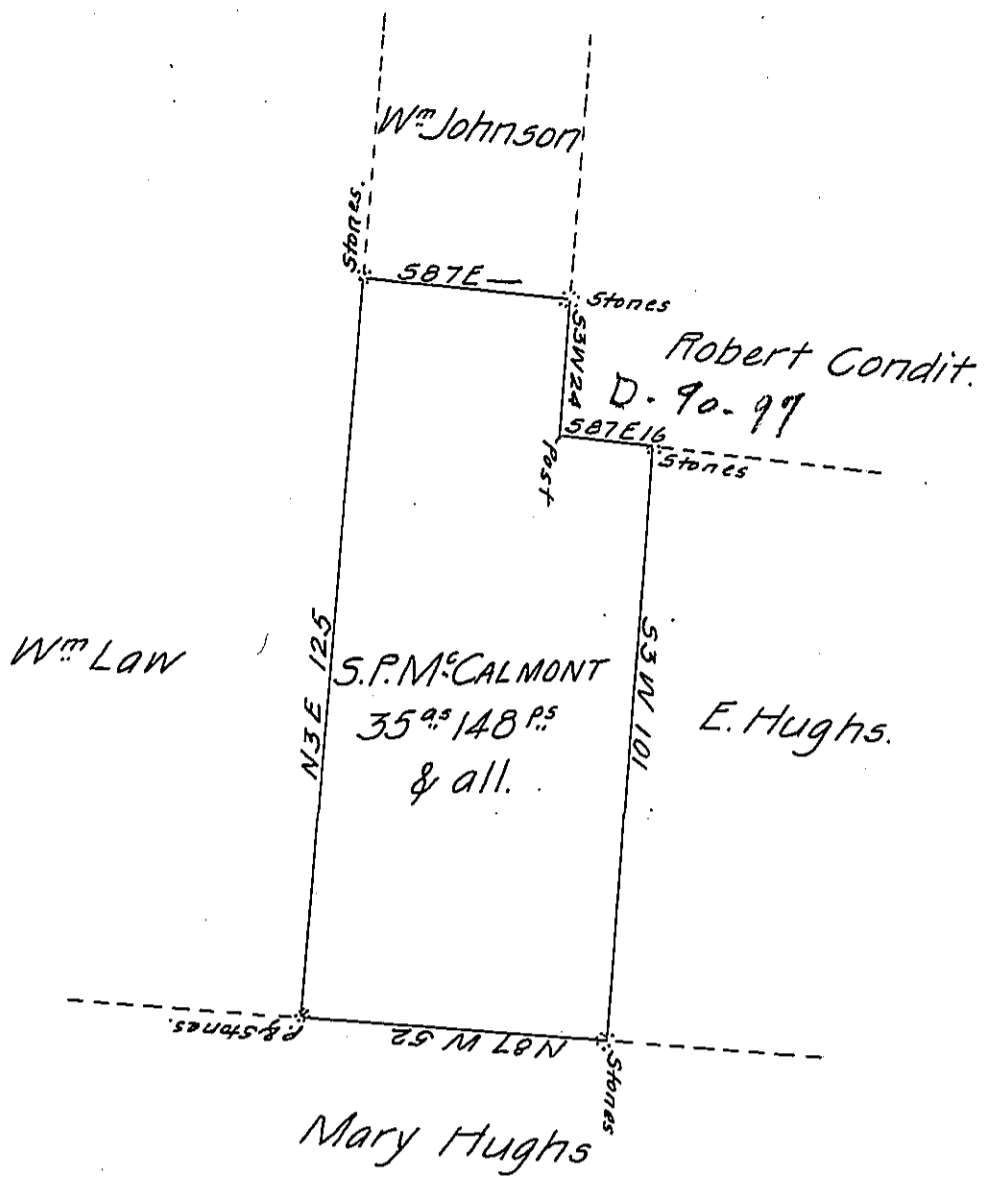 Wm Johnson
Stones.
S87E —
Stones
S3W24
Robert Condit.
D. 90-97
S87E16
Post
Stones
N3E 125
Wm Law
S.P. McCALMONT
35as 148ps
& all.
S3W 101
E. Hughs.
P.& Stones.
N87W 52
Stones
Mary Hughs